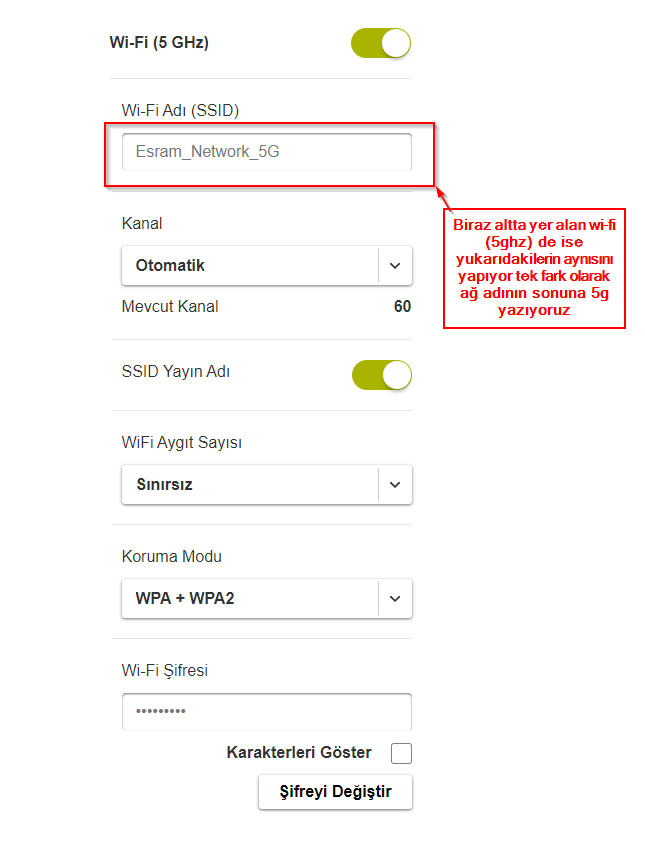 Wi-Fi (5 GHz)
Wi-Fi Adı (SSID)
Esram_Network_5G
Kanal
Otomatik
Mevcut Kanal 60
Biraz altta yer alan wi-fi
(5ghz) de ise
yukarıdakilerin aynisını
yapıyor tek fark olarak
ağ adının sonuna 5g
yazıyoruz
SSID Yayın Adı
WiFi Aygıt Sayısı
Sınırsız
Koruma Modu
WPA + WPA2
Wi-Fi Şifresi
•••••••••
Karakterleri Göster
Şifreyi Değiştir